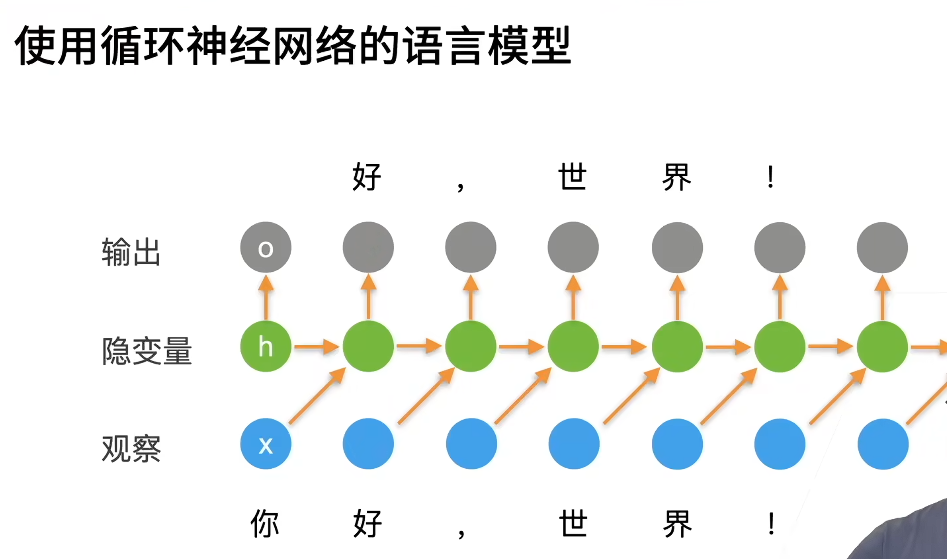 使用循环神经网络的语言模型
好 , 世 界 !
输出 o
隐变量 h
观察 x
你 好 , 世 界 !